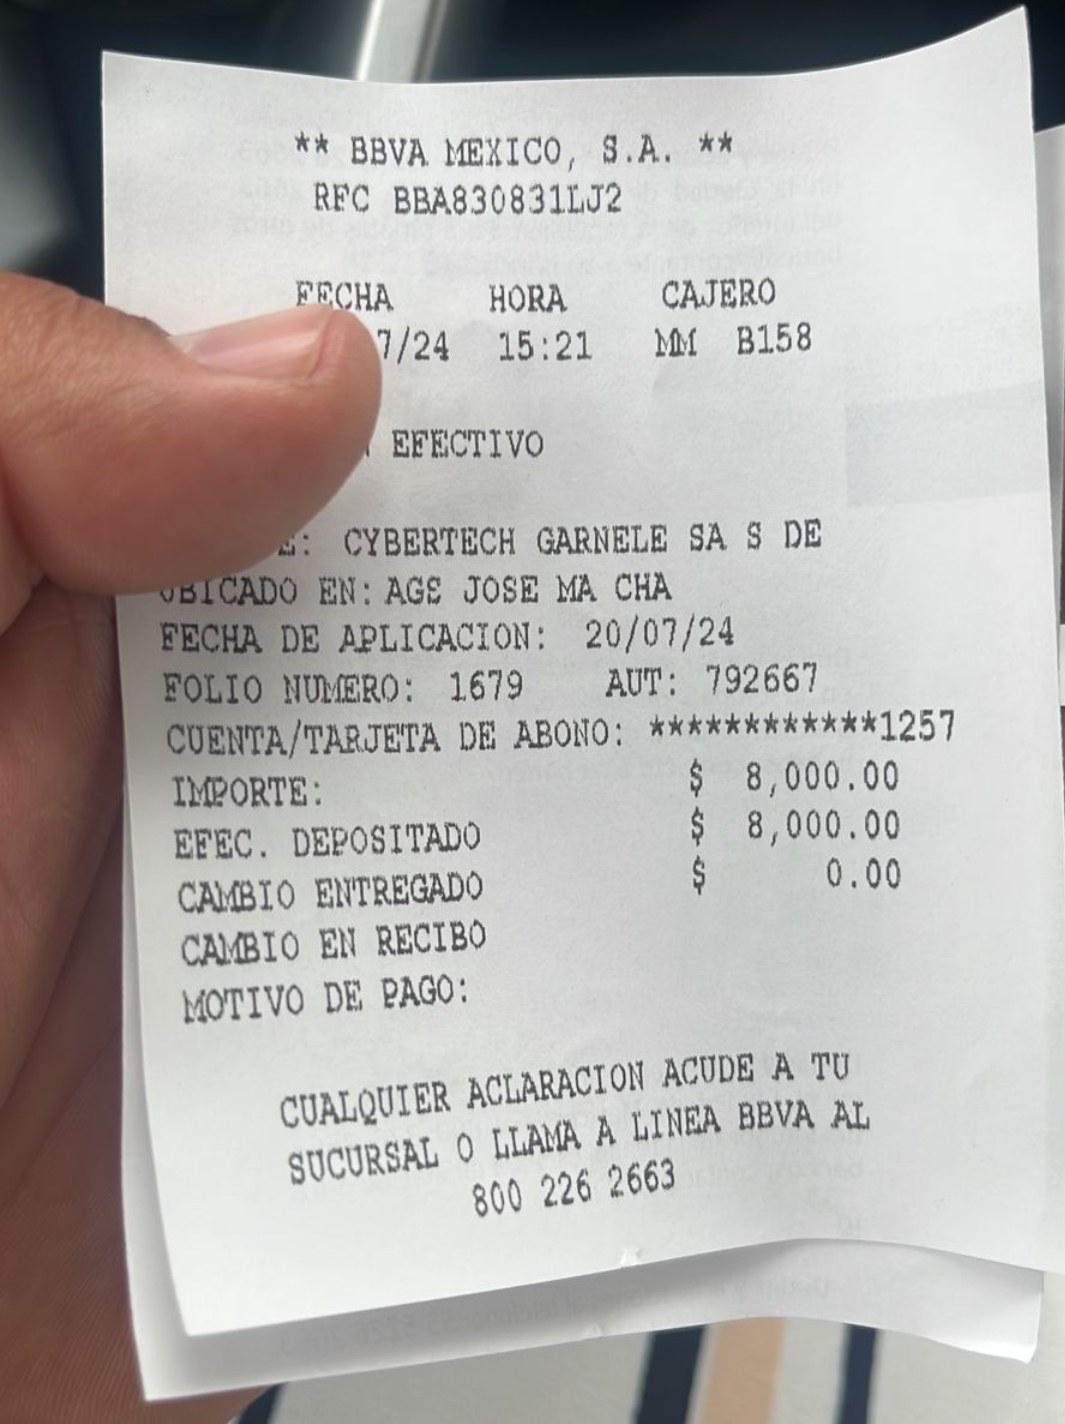 ** BBVA MEXICO, S.A. **
RFC BBA830831LJ2
FECHA HORA CAJERO
7/24 15:21 MM B158
EFECTIVO
E: CYBERTECH GARNELE SA S DE
UBICADO EN: AGS JOSE MA CHA
FECHA DE APLICACION: 20/07/24
FOLIO NUMERO: 1679 AUT: 792667
CUENTA/TARJETA DE ABONO: ************1257
IMPORTE: $ 8,000.00
EFEC. DEPOSITADO $ 8,000.00
CAMBIO ENTREGADO $ 0.00
CAMBIO EN RECIBO
MOTIVO DE PAGO:
CUALQUIER ACLARACION ACUDE A TU
SUCURSAL O LLAMA A LINEA BBVA AL
800 226 2663